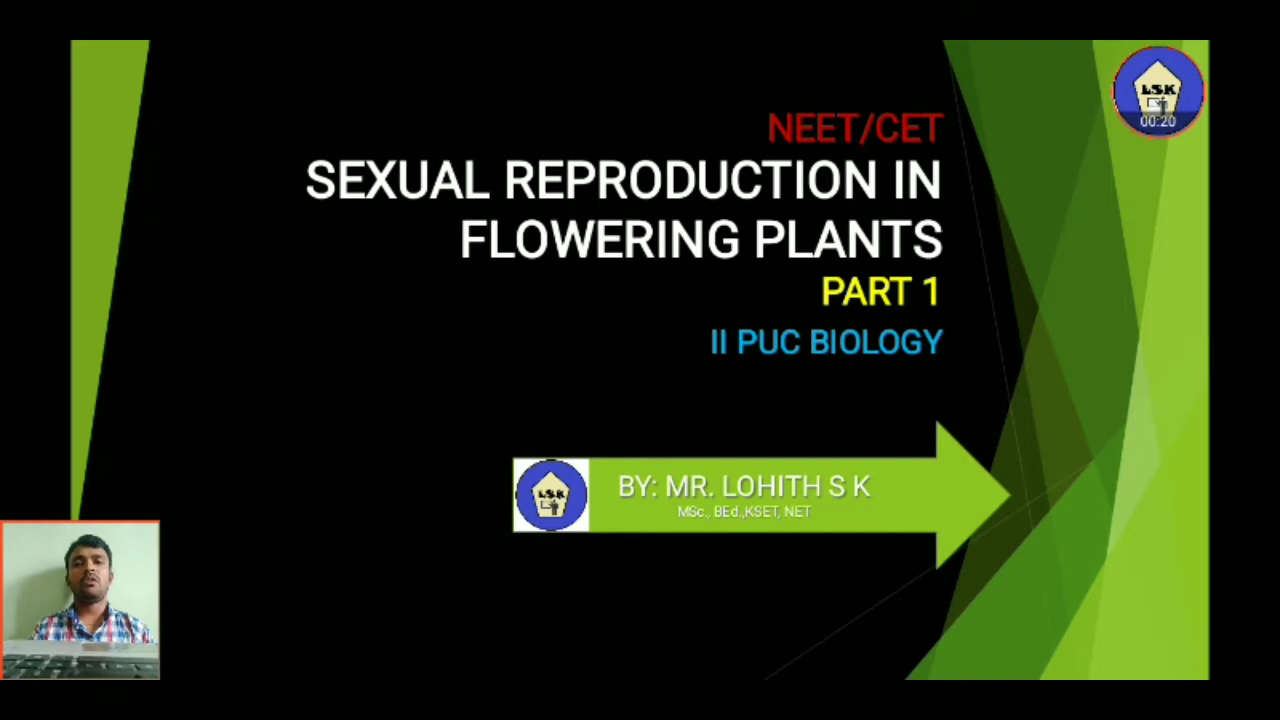 NEET/CET
SEXUAL REPRODUCTION IN
FLOWERING PLANTS
PART 1
II PUC BIOLOGY
LSK
00:20
LSK
BY: MR. LOHITH S K
MSc., BEd.,KSET, NET